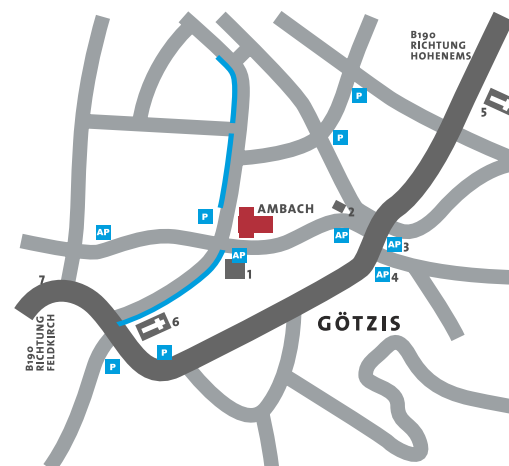 B190
RICHTUNG
HOHENEMS
5
P
P
P
AMBACH
2
AP
AP
AP 3
AP
1
AP 4
7
6
GÖTZIS
B190
RICHTUNG
FELDKIRCH
P
P